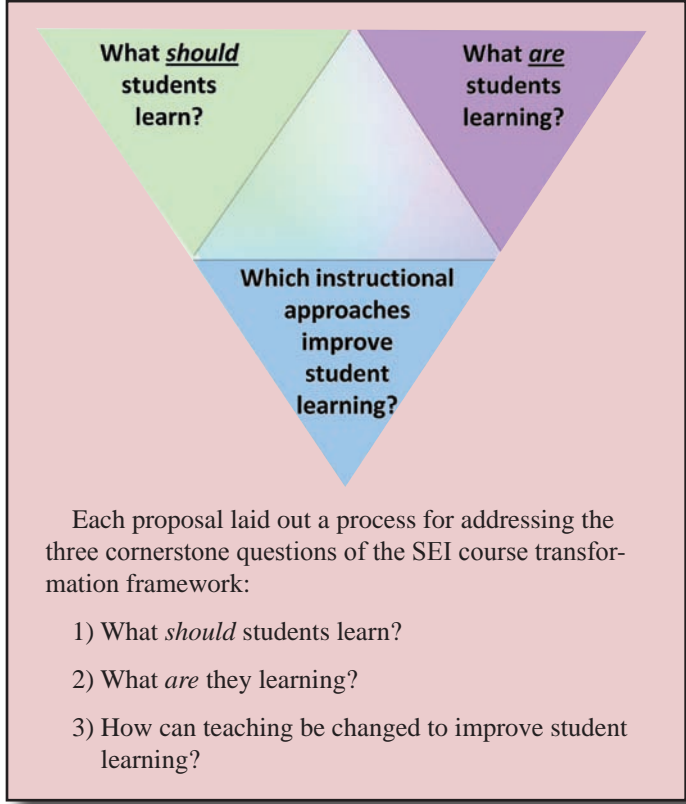 What should
students
learn?
What are
students
learning?
Which instructional
approaches
improve
student
learning?
Each proposal laid out a process for addressing the
three cornerstone questions of the SEI course transfor-
mation framework:
1) What should students learn?
2) What are they learning?
3) How can teaching be changed to improve student
learning?